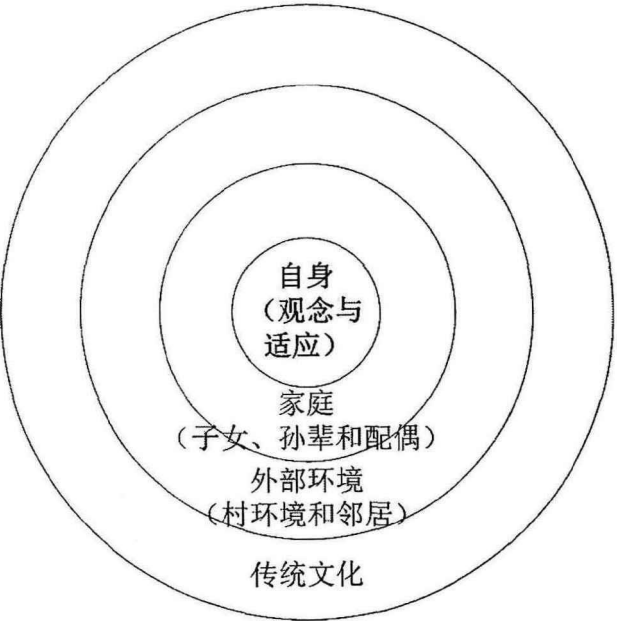 自身
（观念与
适应）
家庭
（子女、孙辈和配偶）
外部环境
（村环境和邻居）
传统文化